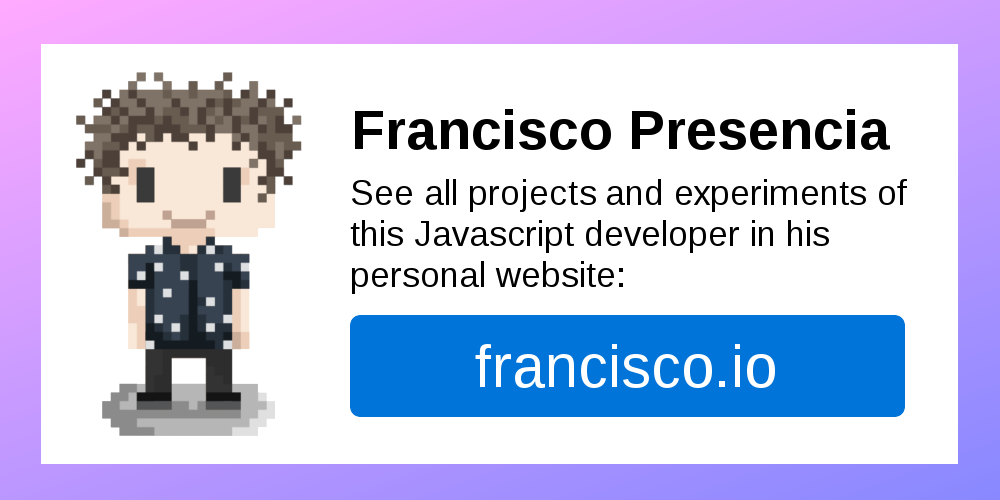 Francisco Presencia
See all projects and experiments of
this Javascript developer in his
personal website:
francisco.io